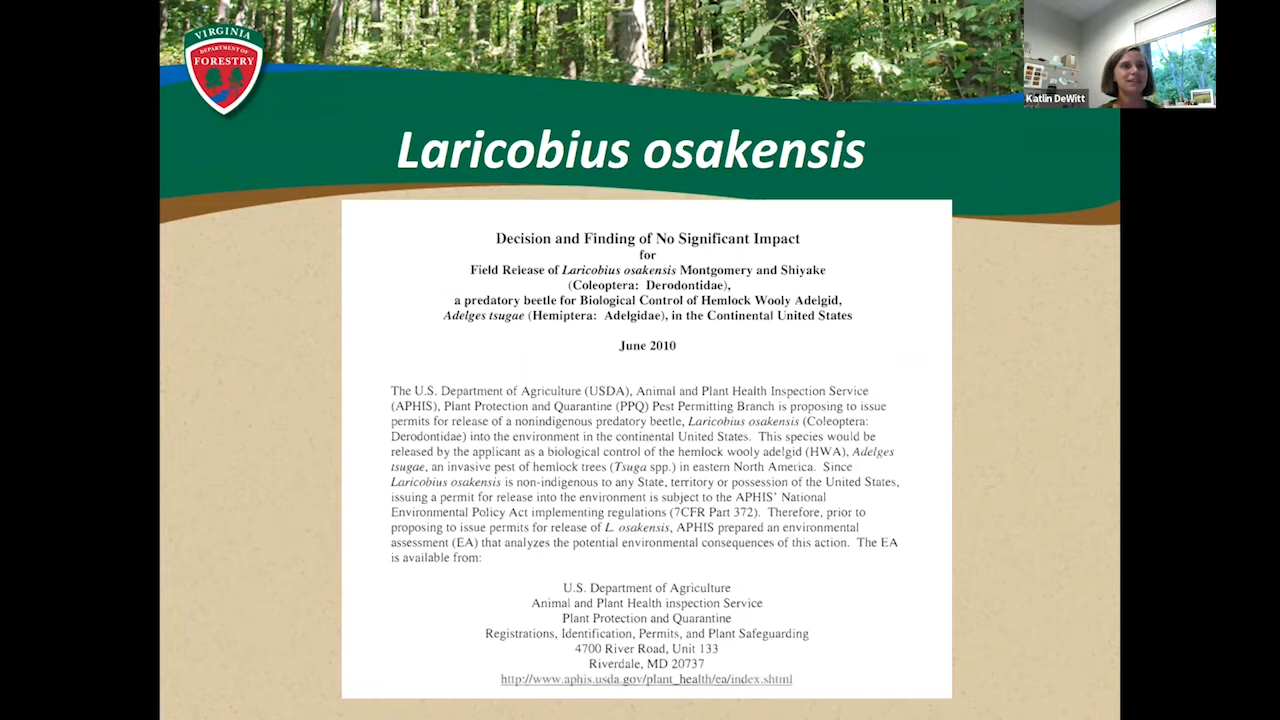 VIRGINIA
DEPARTMENT OF
FORESTRY
Katlin DeWitt
Laricobius osakensis
Decision and Finding of No Significant Impact
for
Field Release of Laricobius osakensis Montgomery and Shiyake
(Coleoptera: Derodontidae),
a predatory beetle for Biological Control of Hemlock Wooly Adelgid,
Adelges tsugae (Hemiptera: Adelgidae), in the Continental United States
June 2010
The U.S. Department of Agriculture (USDA), Animal and Plant Health Inspection Service
(APHIS), Plant Protection and Quarantine (PPQ) Pest Permitting Branch is proposing to issue
permits for release of a nonindigenous predatory beetle, Laricobius osakensis (Coleoptera:
Derodontidae) into the environment in the continental United States. This species would be
released by the applicant as a biological control of the hemlock wooly adelgid (HWA), Adelges
tsugae, an invasive pest of hemlock trees (Tsuga spp.) in eastern North America. Since
Laricobius osakensis is non-indigenous to any State, territory or possession of the United States,
issuing a permit for release into the environment is subject to the APHIS' National
Environmental Policy Act implementing regulations (7CFR Part 372). Therefore, prior to
proposing to issue permits for release of L. osakensis, APHIS prepared an environmental
assessment (EA) that analyzes the potential environmental consequences of this action. The EA
is available from:
U.S. Department of Agriculture
Animal and Plant Health inspection Service
Plant Protection and Quarantine
Registrations, Identification, Permits, and Plant Safeguarding
4700 River Road, Unit 133
Riverdale, MD 20737
http://www.aphis.usda.gov/plant_health/ea/index.shtml